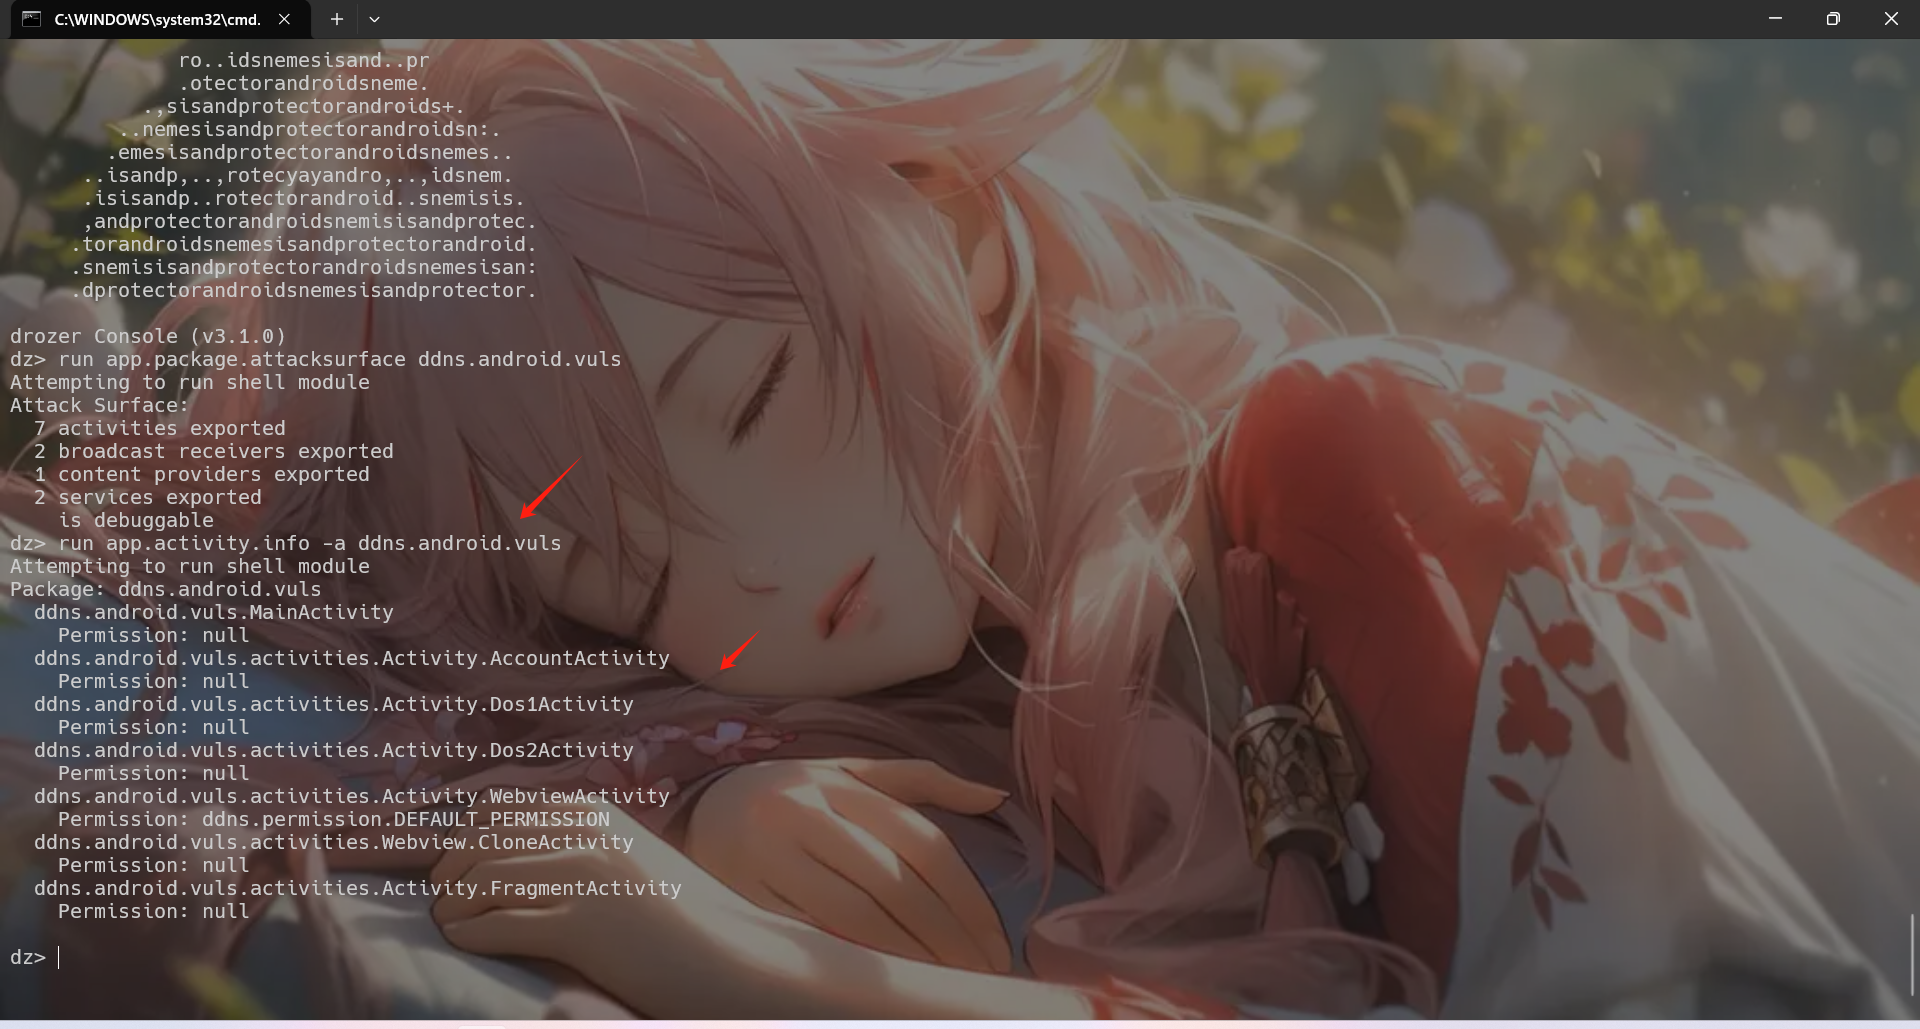 C:\WINDOWS\system32\cmd.
ro..idsnemesisand..pr
.otectorandroidsneme.
.,sisandprotectorandroids+.
..nemesisandprotectorandroidsn:.
.emesisandprotectorandroidsnemes..
..isandp,..,rotecyayandro,..,idsnem.
.isisandp..rotectorandroid..snemisis.
,andprotectorandroidsnemisisandprotec.
.torandroidsnemesisandprotectorandroid.
.snemisisandprotectorandroidsnemesisan:
.dprotectorandroidsnemesisandprotector.
drozer Console (v3.1.0)
dz> run app.package.attacksurface ddns.android.vuls
Attempting to run shell module
Attack Surface:
7 activities exported
2 broadcast receivers exported
1 content providers exported
2 services exported
is debuggable
dz> run app.activity.info -a ddns.android.vuls
Attempting to run shell module
Package: ddns.android.vuls
ddns.android.vuls.MainActivity
Permission: null
ddns.android.vuls.activities.Activity.AccountActivity
Permission: null
ddns.android.vuls.activities.Activity.Dos1Activity
Permission: null
ddns.android.vuls.activities.Activity.Dos2Activity
Permission: null
ddns.android.vuls.activities.Activity.WebviewActivity
Permission: ddns.permission.DEFAULT_PERMISSION
ddns.android.vuls.activities.Webview.CloneActivity
Permission: null
ddns.android.vuls.activities.Activity.FragmentActivity
Permission: null
dz>